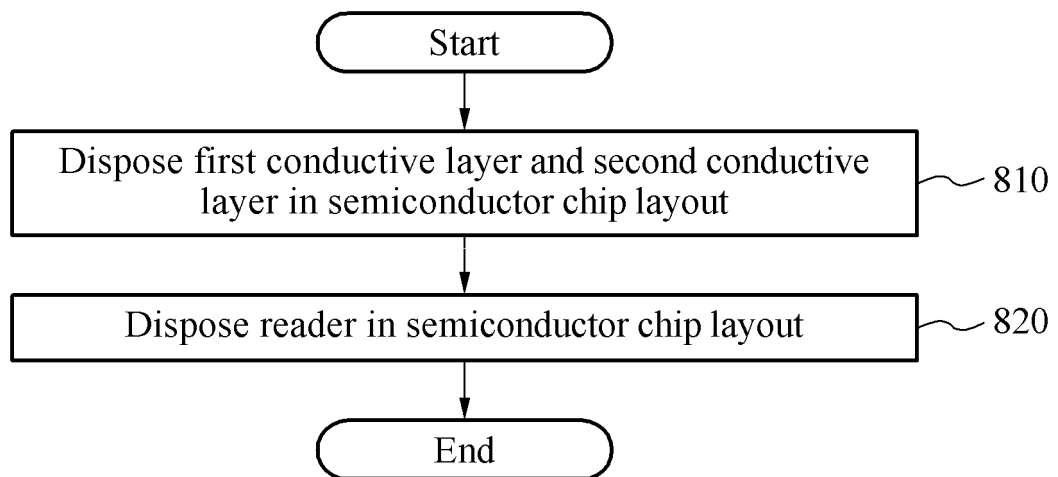 Start
Dispose first conductive layer and second conductive
layer in semiconductor chip layout
810
Dispose reader in semiconductor chip layout
820
End